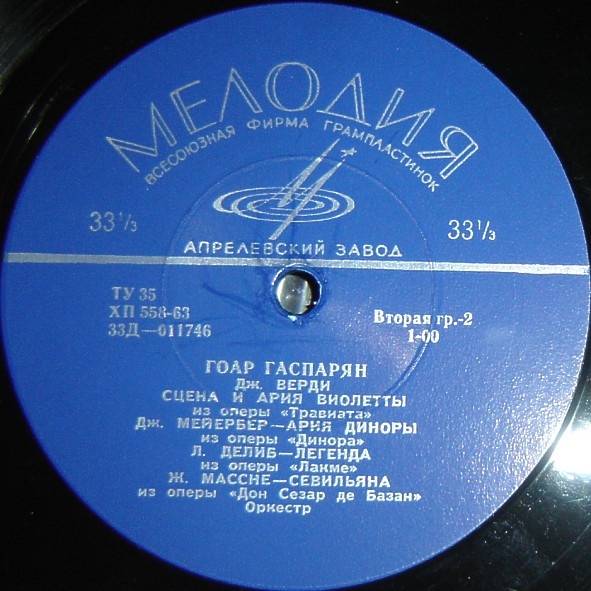 МЕЛОДИЯ
ВСЕСОЮЗНАЯ ФИРМА ГРАМПЛАСТИНОК
33⅓ 33⅓
АПРЕЛЕВСКИЙ ЗАВОД
ТУ 35
ХП 558-63
33Д—011746
Вторая гр.-2
1-00
ГОАР ГАСПАРЯН
Дж. ВЕРДИ
СЦЕНА И АРИЯ ВИОЛЕТТЫ
из оперы «Травиата»
Дж. МЕЙЕРБЕР—АРИЯ ДИНОРЫ
из оперы «Динора»
Л. ДЕЛИБ—ЛЕГЕНДА
из оперы «Лакме»
Ж. МАССНЕ—СЕВИЛЬЯНА
из оперы «Дон Сезар де Базан»
Оркестр